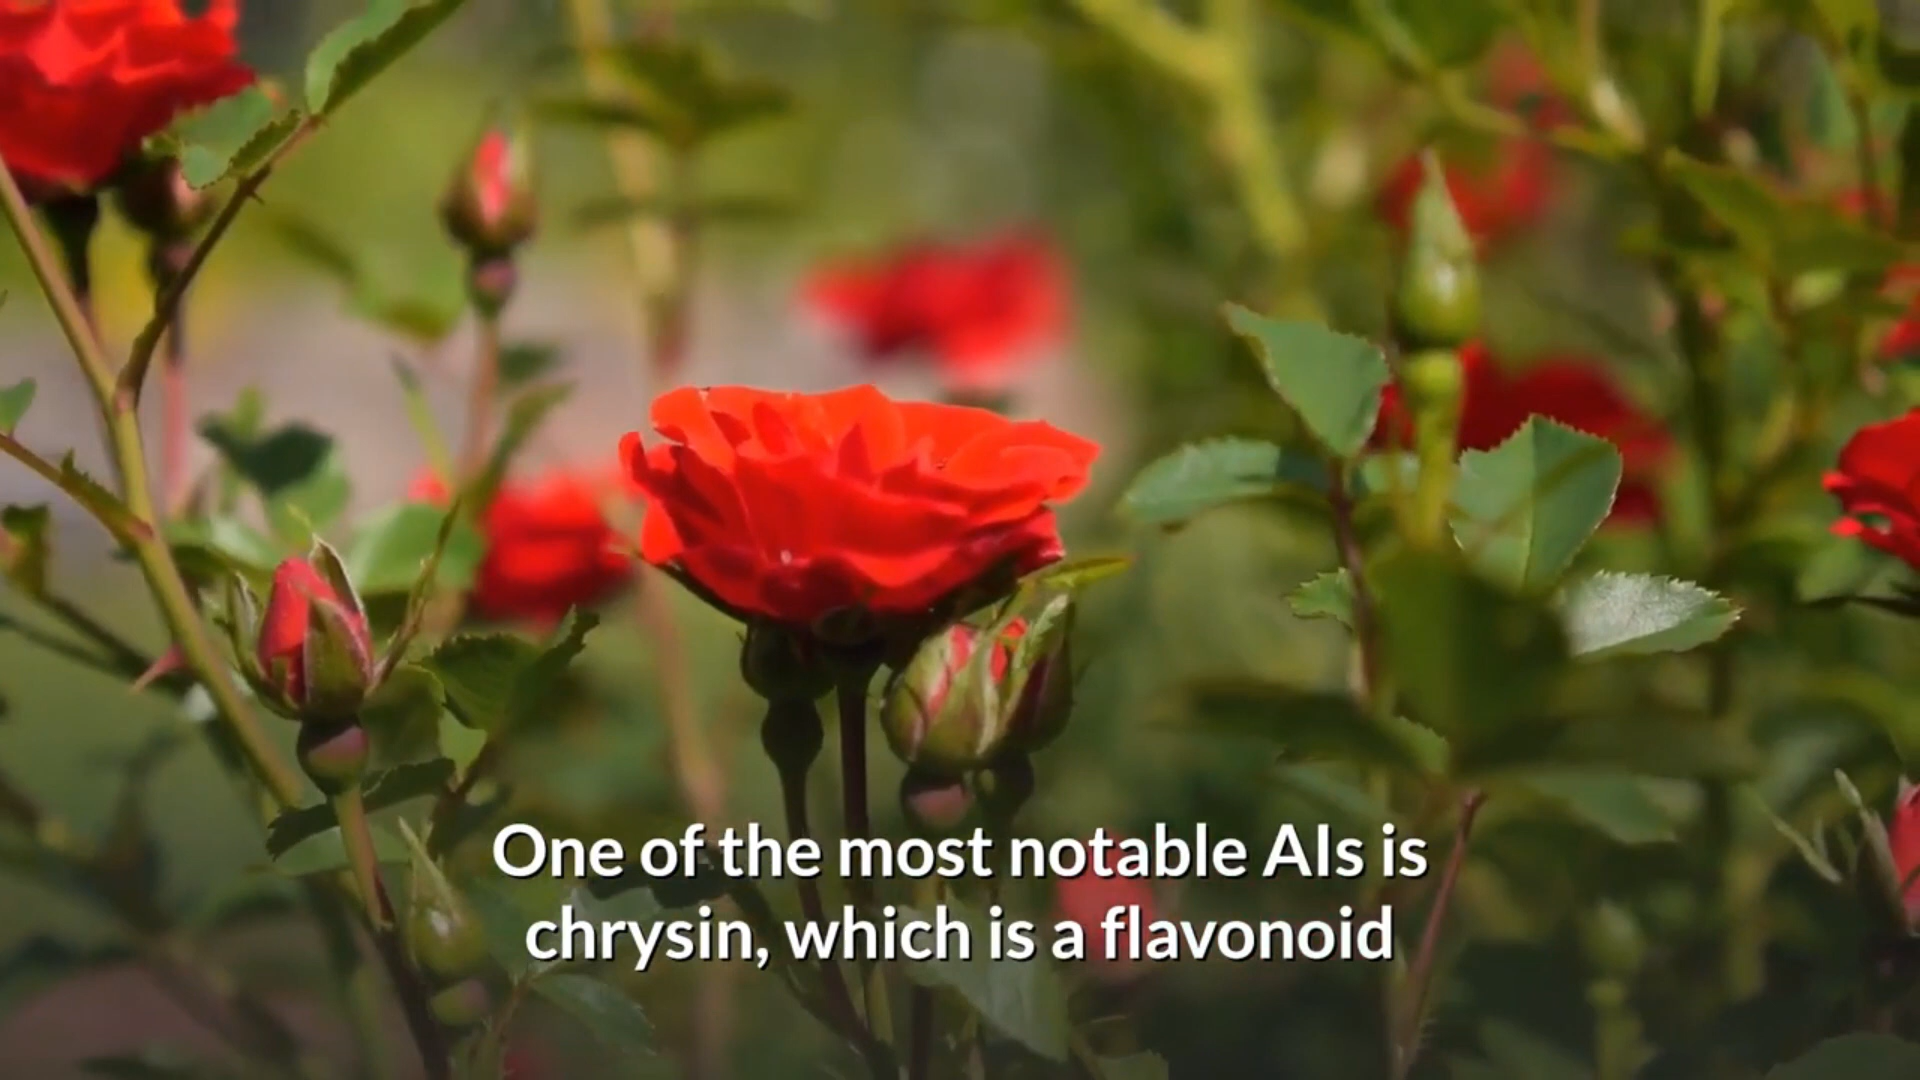 One of the most notable AIs is
chrysin, which is a flavonoid